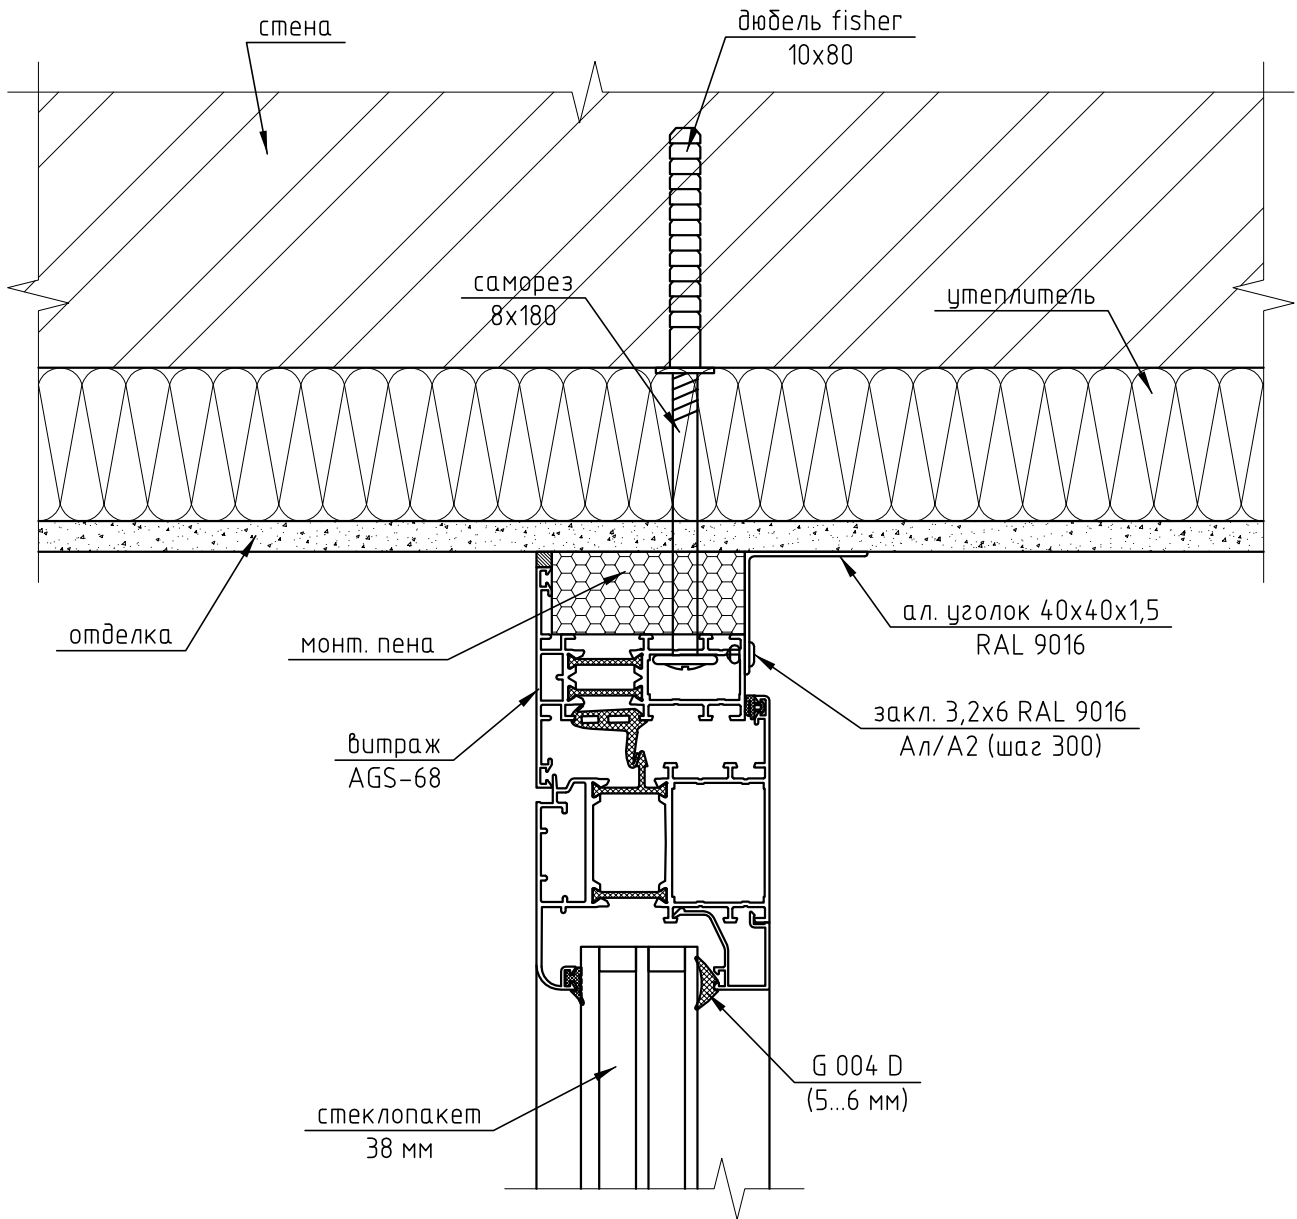 стена
дюбель fisher
10х80
саморез
8х180
утеплитель
отделка
монт. пена
ал. уголок 40х40х1,5
RAL 9016
закл. 3,2х6 RAL 9016
Ал/А2 (шаг 300)
витраж
AGS-68
G 004 D
(5...6 мм)
стеклопакет
38 мм